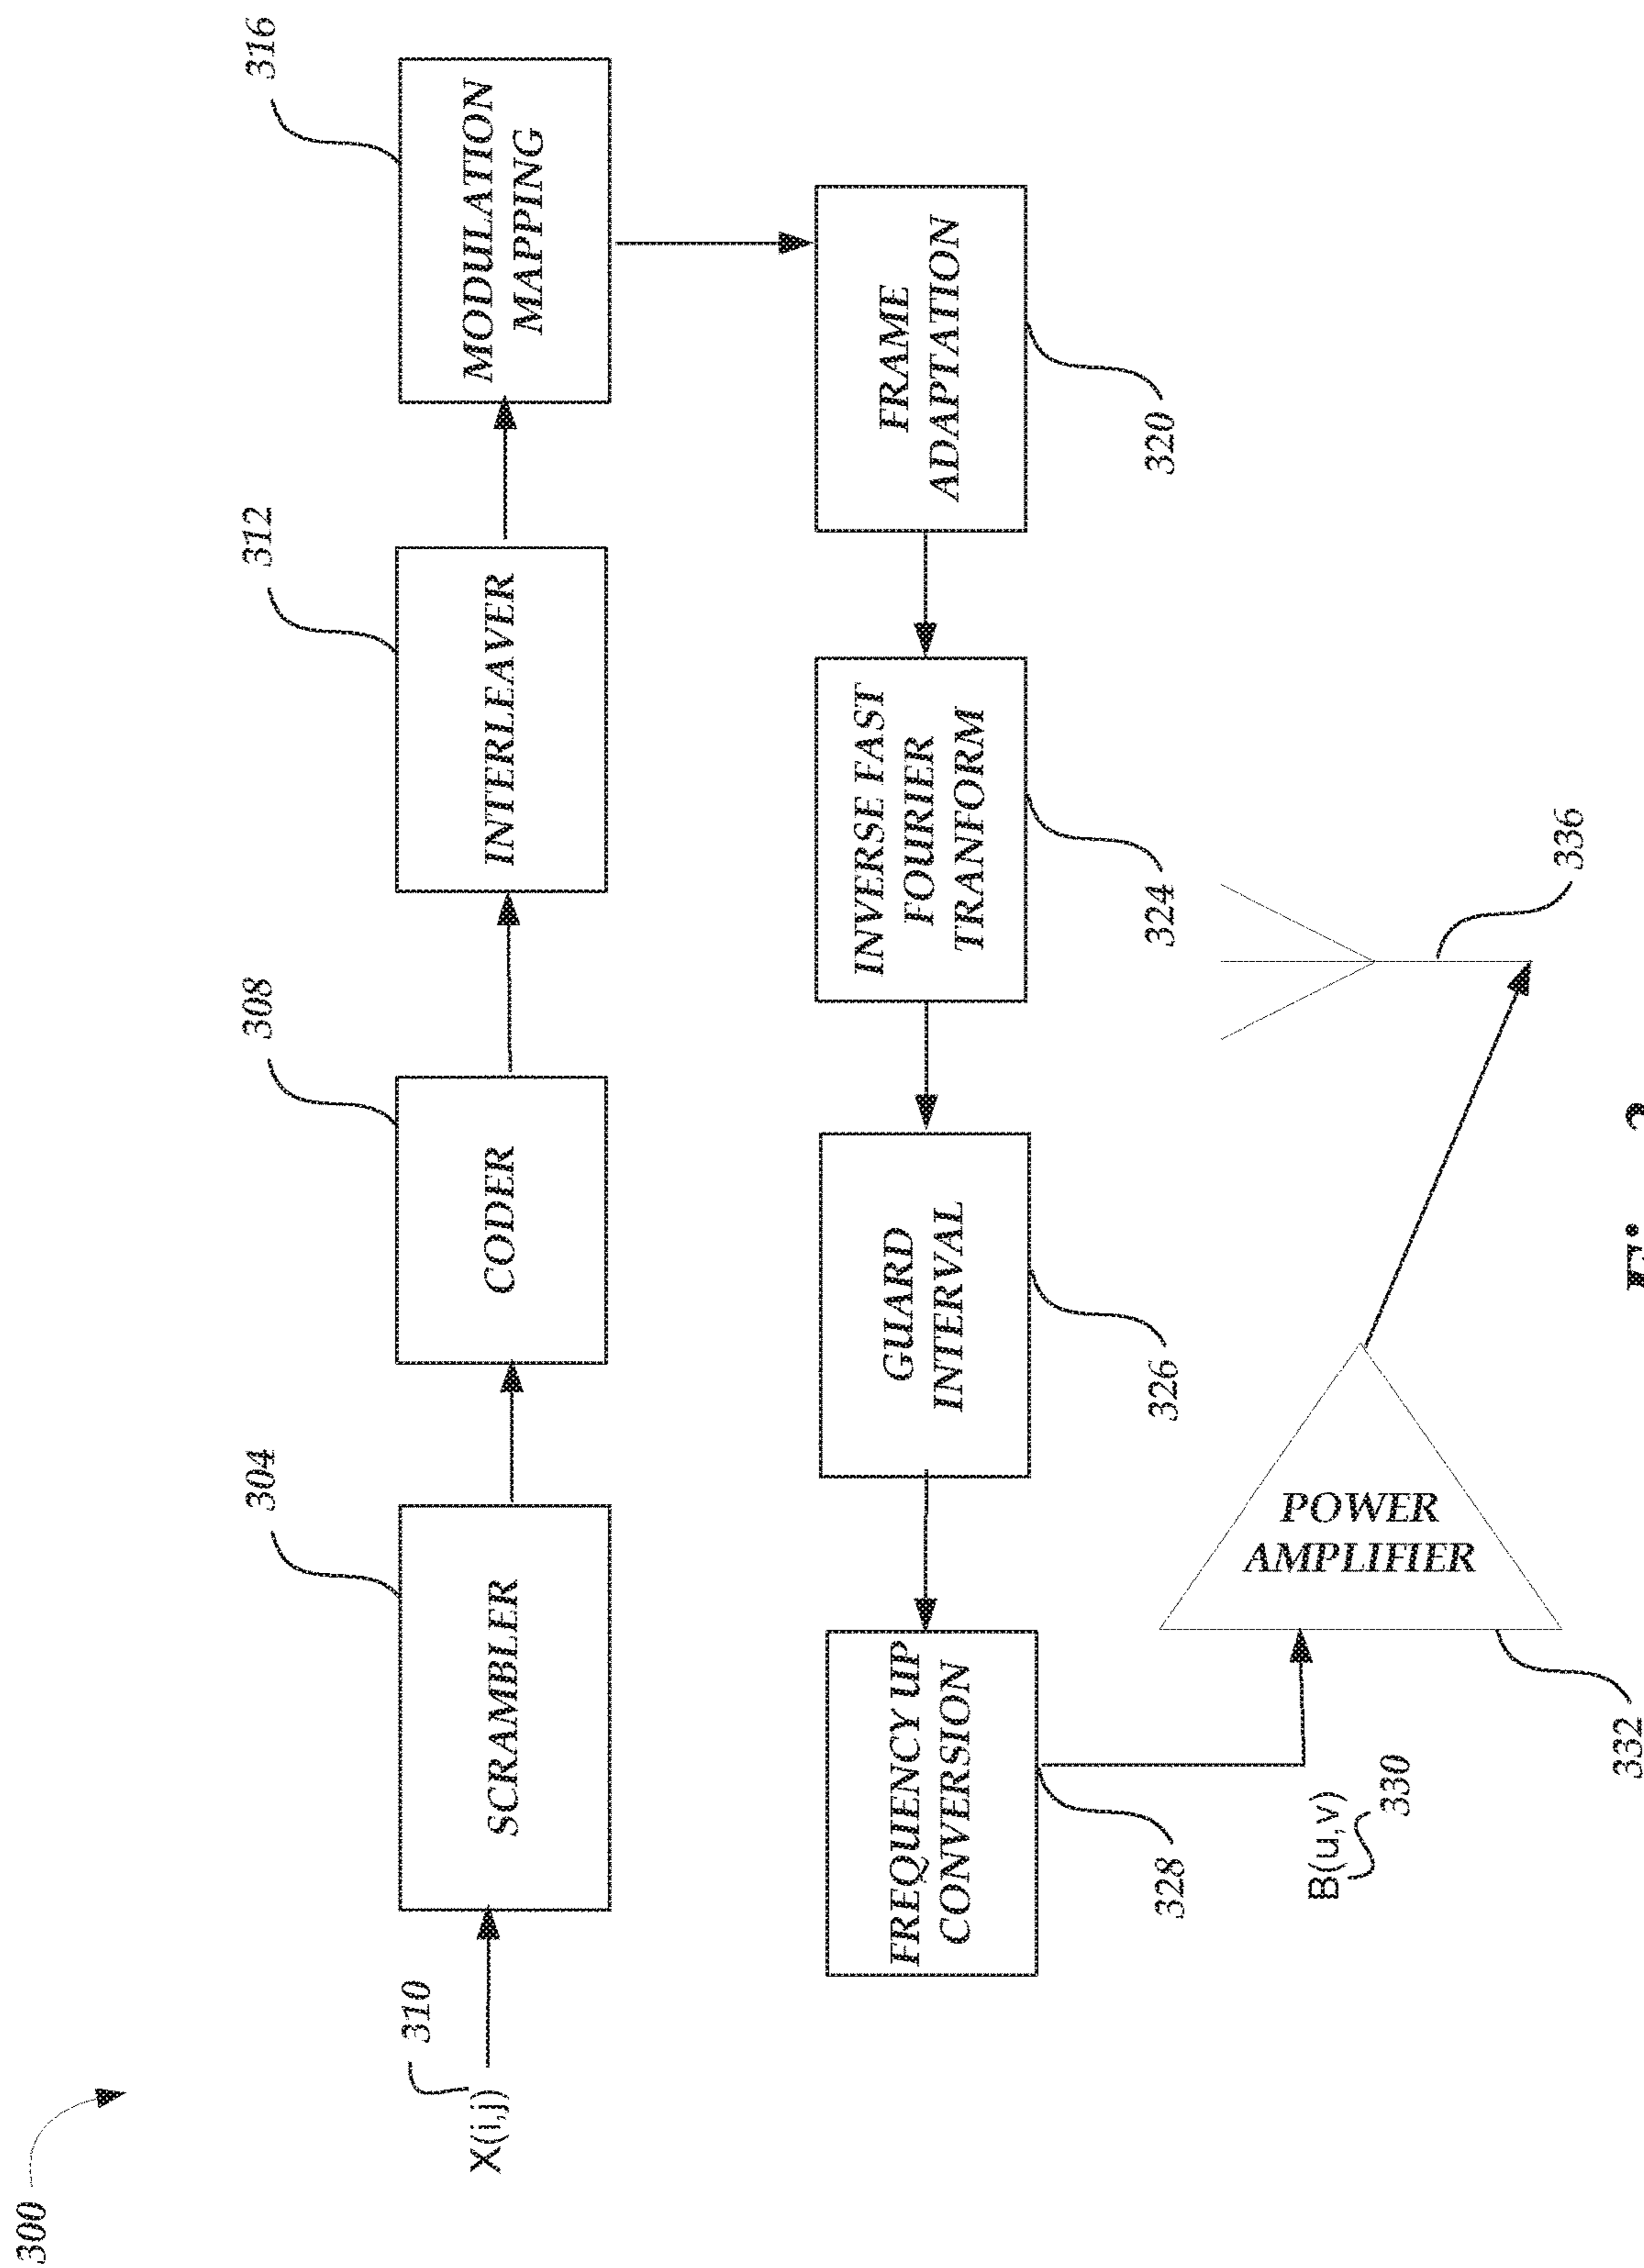 300
X(i,j)
310
304
SCRAMBLER
308
CODER
312
INTERLEAVER
316
MODULATION
MAPPING
FREQUENCY UP
CONVERSION
328
GUARD
INTERVAL
326
INVERSE FAST
FOURIER
TRANFORM
324
FRAME
ADAPTATION
320
B(u,v)
330
POWER
AMPLIFIER
332
336